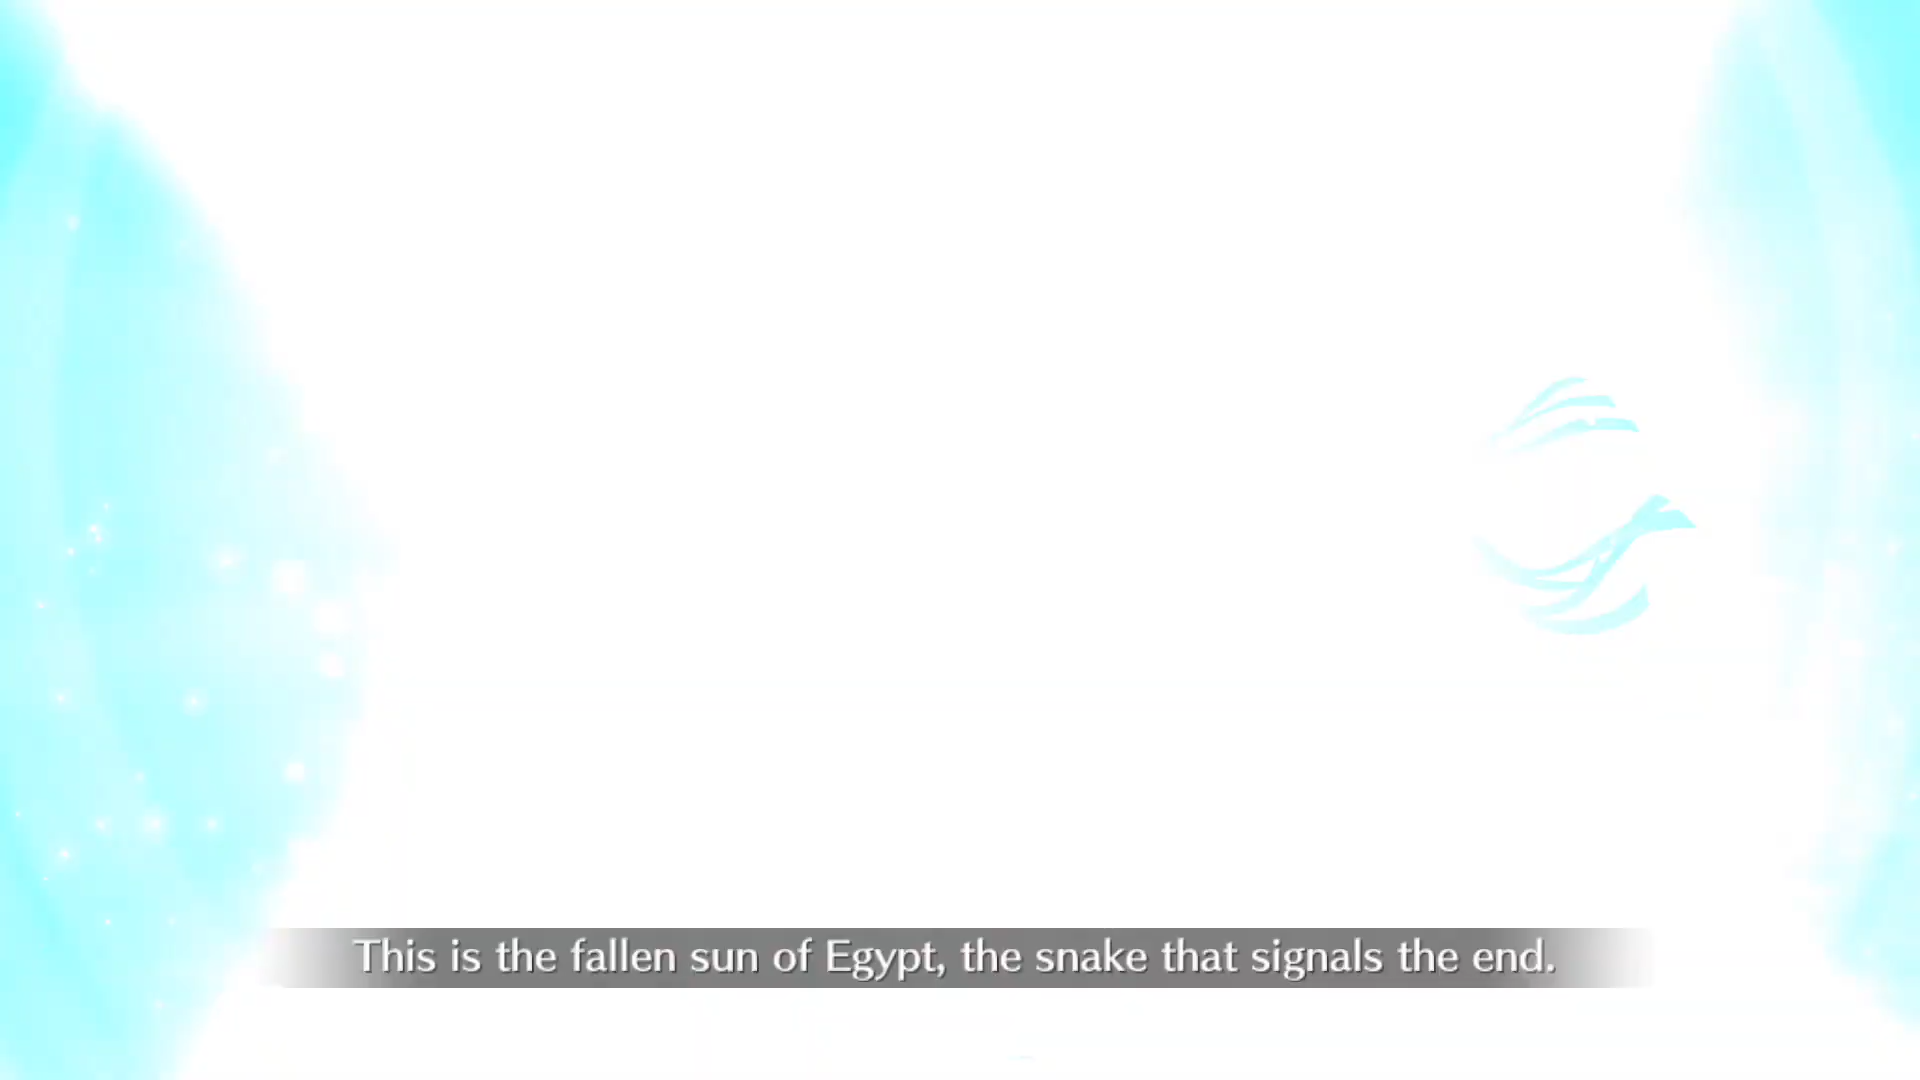 This is the fallen sun of Egypt, the snake that signals the end.